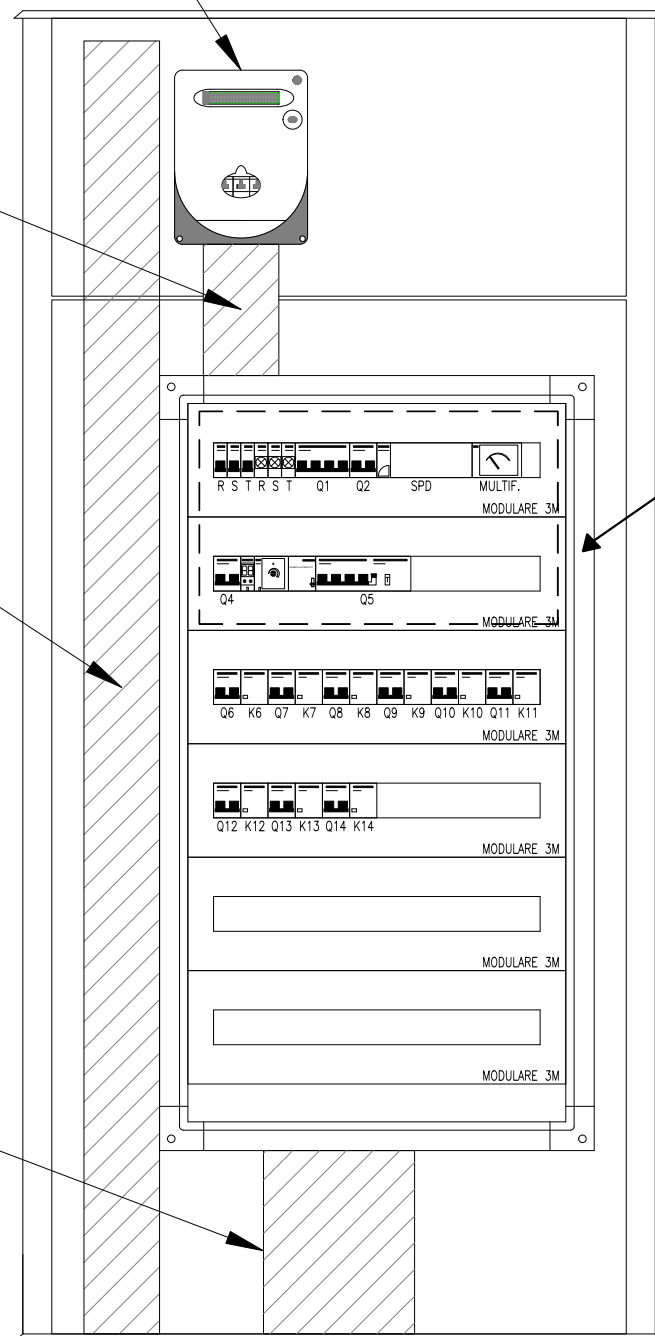 R S T R S T Q1 Q2 SPD MULTIF.
MODULARE 3M
Q4 Q5
MODULARE 3M
Q6 K6 Q7 K7 Q8 K8 Q9 K9 Q10 K10 Q11 K11
MODULARE 3M
Q12 K12 Q13 K13 Q14 K14
MODULARE 3M
MODULARE 3M
MODULARE 3M